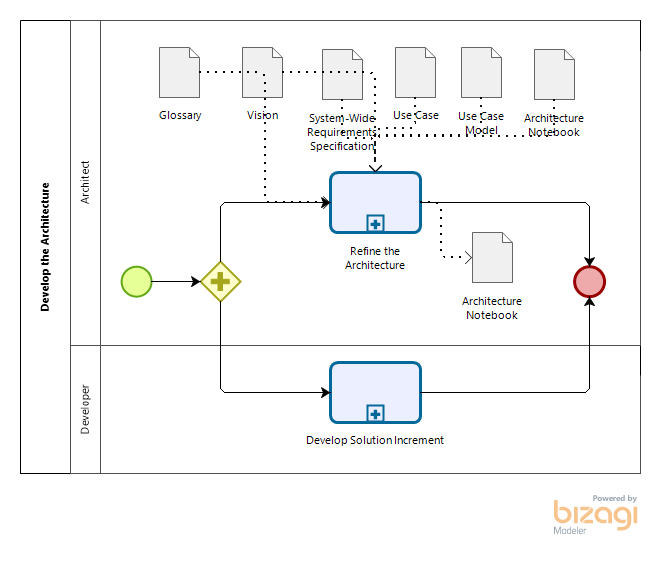 Develop the Architecture
Architect
Developer
Glossary
Vision
System-Wide
Requirements
Specification
Use Case
Use Case
Model
Architecture
Notebook
Refine the
Architecture
Architecture
Notebook
Develop Solution Increment
Powered by
bizagi
Modeler